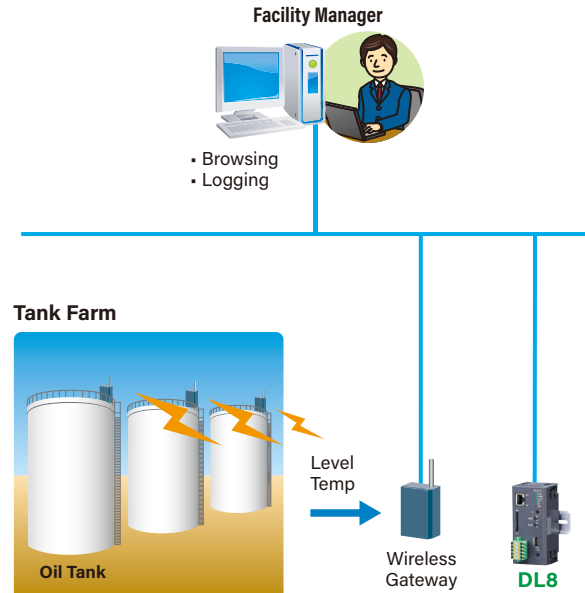 Facility Manager
▪ Browsing
▪ Logging
Tank Farm
Level
Temp
Oil Tank
Wireless
Gateway
DL8